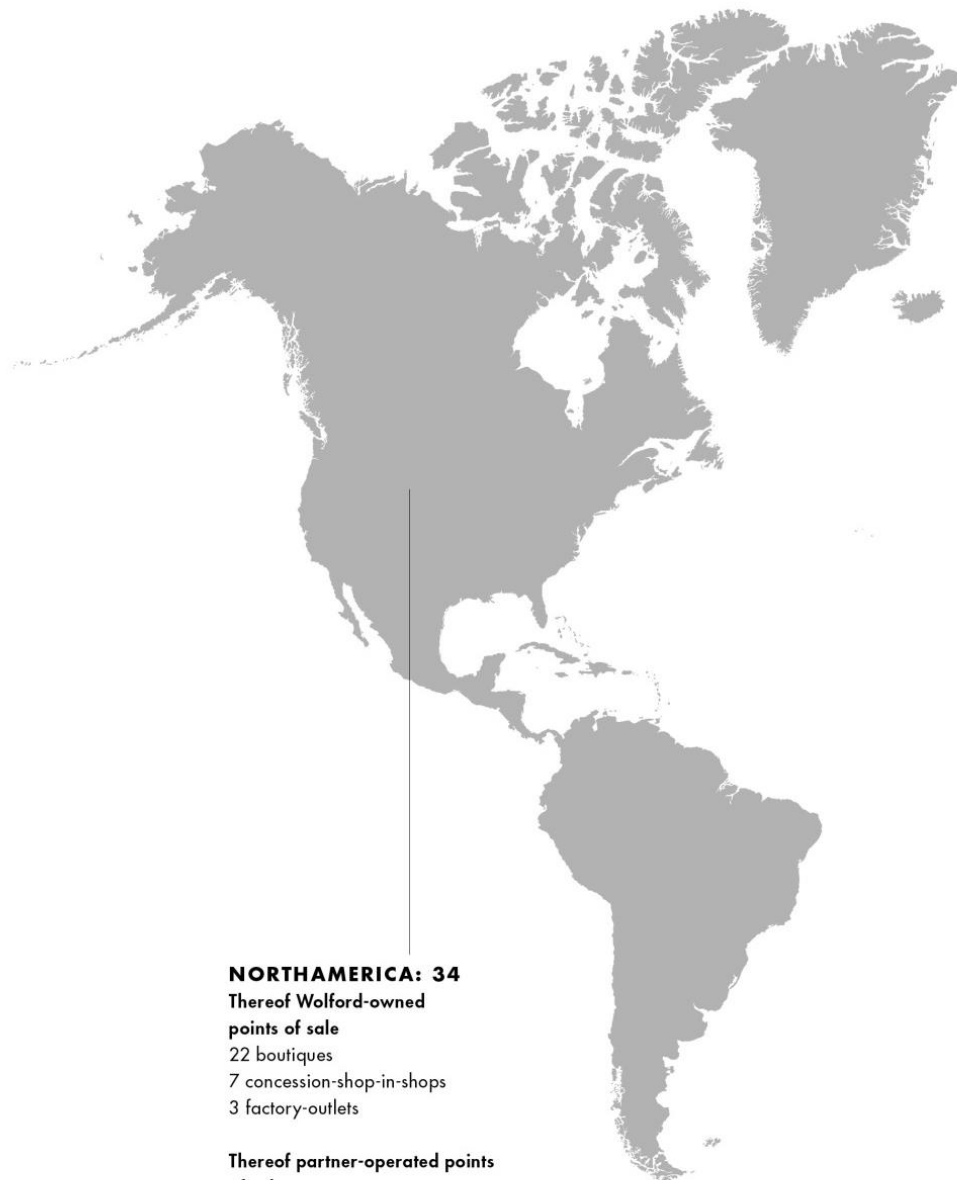 NORTHAMERICA: 34
Thereof Wolford-owned
points of sale
22 boutiques
7 concession-shop-in-shops
3 factory-outlets
Thereof partner-operated points